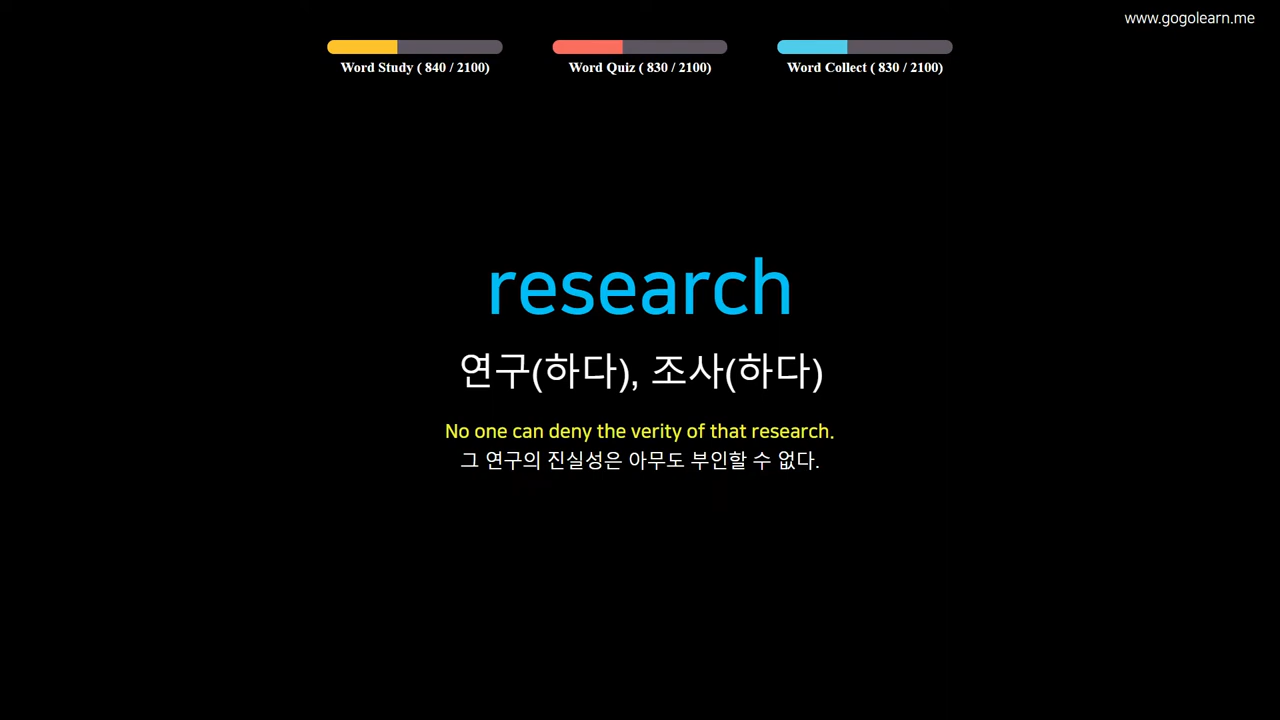 www.gogolearn.me
Word Study ( 840 / 2100)
Word Quiz ( 830 / 2100)
Word Collect ( 830 / 2100)
research
연구(하다), 조사(하다)
No one can deny the verity of that research.
그 연구의 진실성은 아무도 부인할 수 없다.